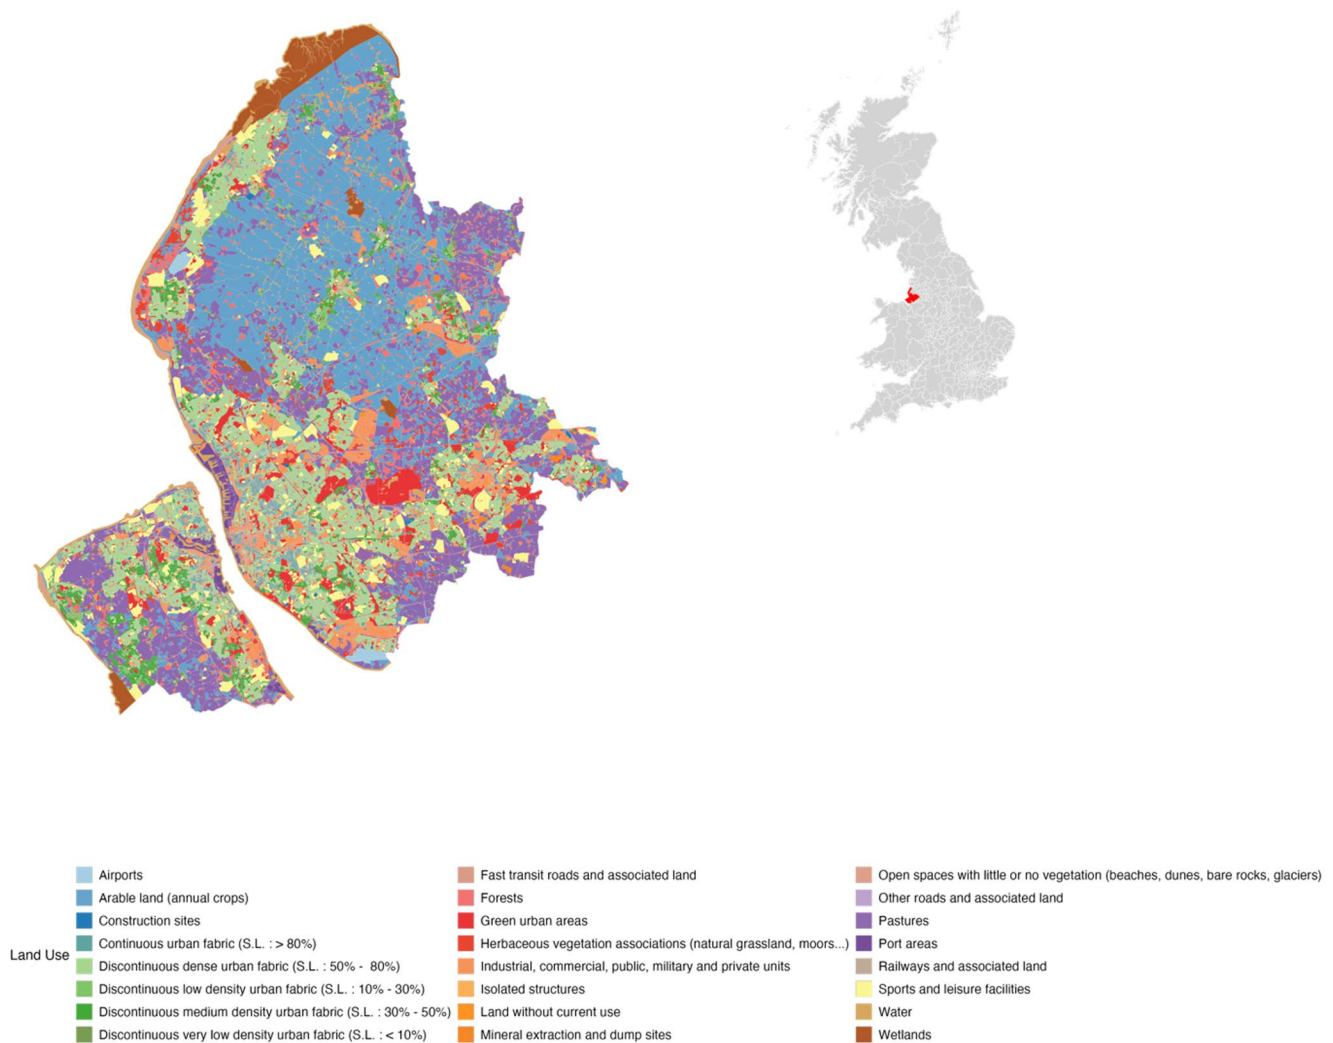 Land Use
Airports
Arable land (annual crops)
Construction sites
Continuous urban fabric (S.L. : > 80%)
Discontinuous dense urban fabric (S.L. : 50% - 80%)
Discontinuous low density urban fabric (S.L. : 10% - 30%)
Discontinuous medium density urban fabric (S.L. : 30% - 50%)
Discontinuous very low density urban fabric (S.L. : < 10%)
Fast transit roads and associated land
Forests
Green urban areas
Herbaceous vegetation associations (natural grassland, moors...)
Industrial, commercial, public, military and private units
Isolated structures
Land without current use
Mineral extraction and dump sites
Open spaces with little or no vegetation (beaches, dunes, bare rocks, glaciers)
Other roads and associated land
Pastures
Port areas
Railways and associated land
Sports and leisure facilities
Water
Wetlands